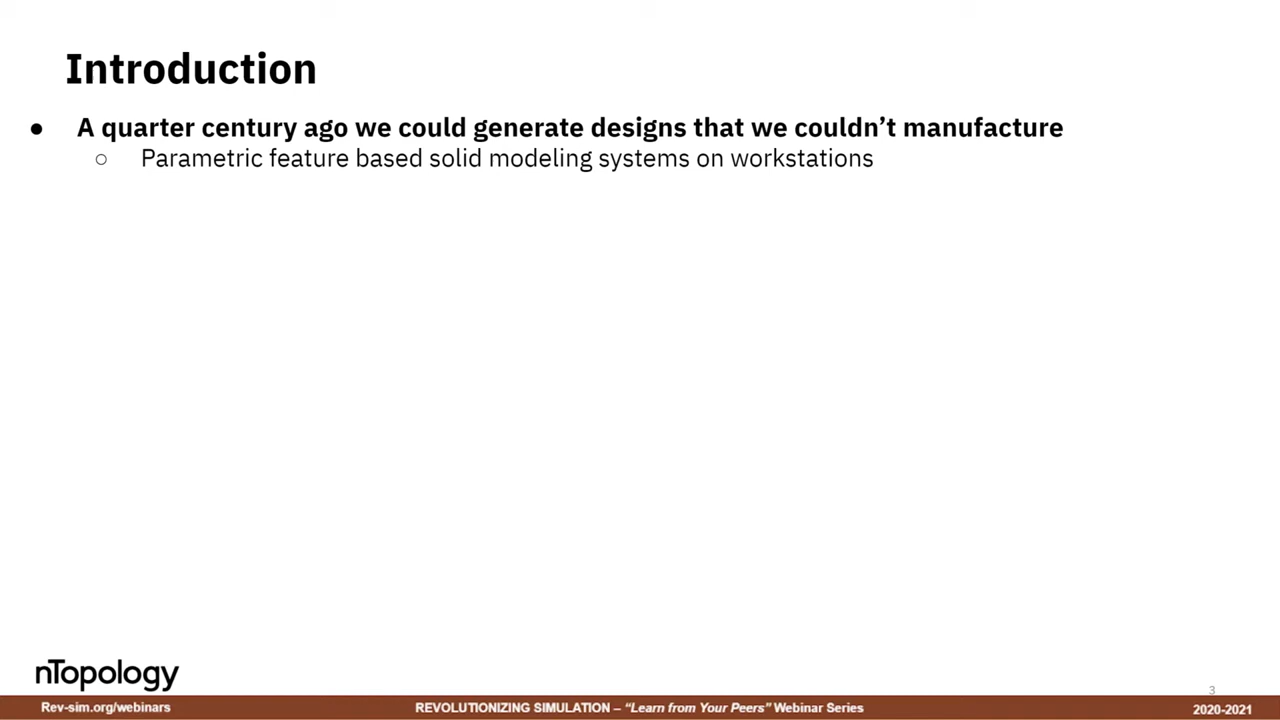 Introduction
● A quarter century ago we could generate designs that we couldn’t manufacture
○ Parametric feature based solid modeling systems on workstations
nTopology
3
Rev-sim.org/webinars
REVOLUTIONIZING SIMULATION – “Learn from Your Peers” Webinar Series
2020-2021